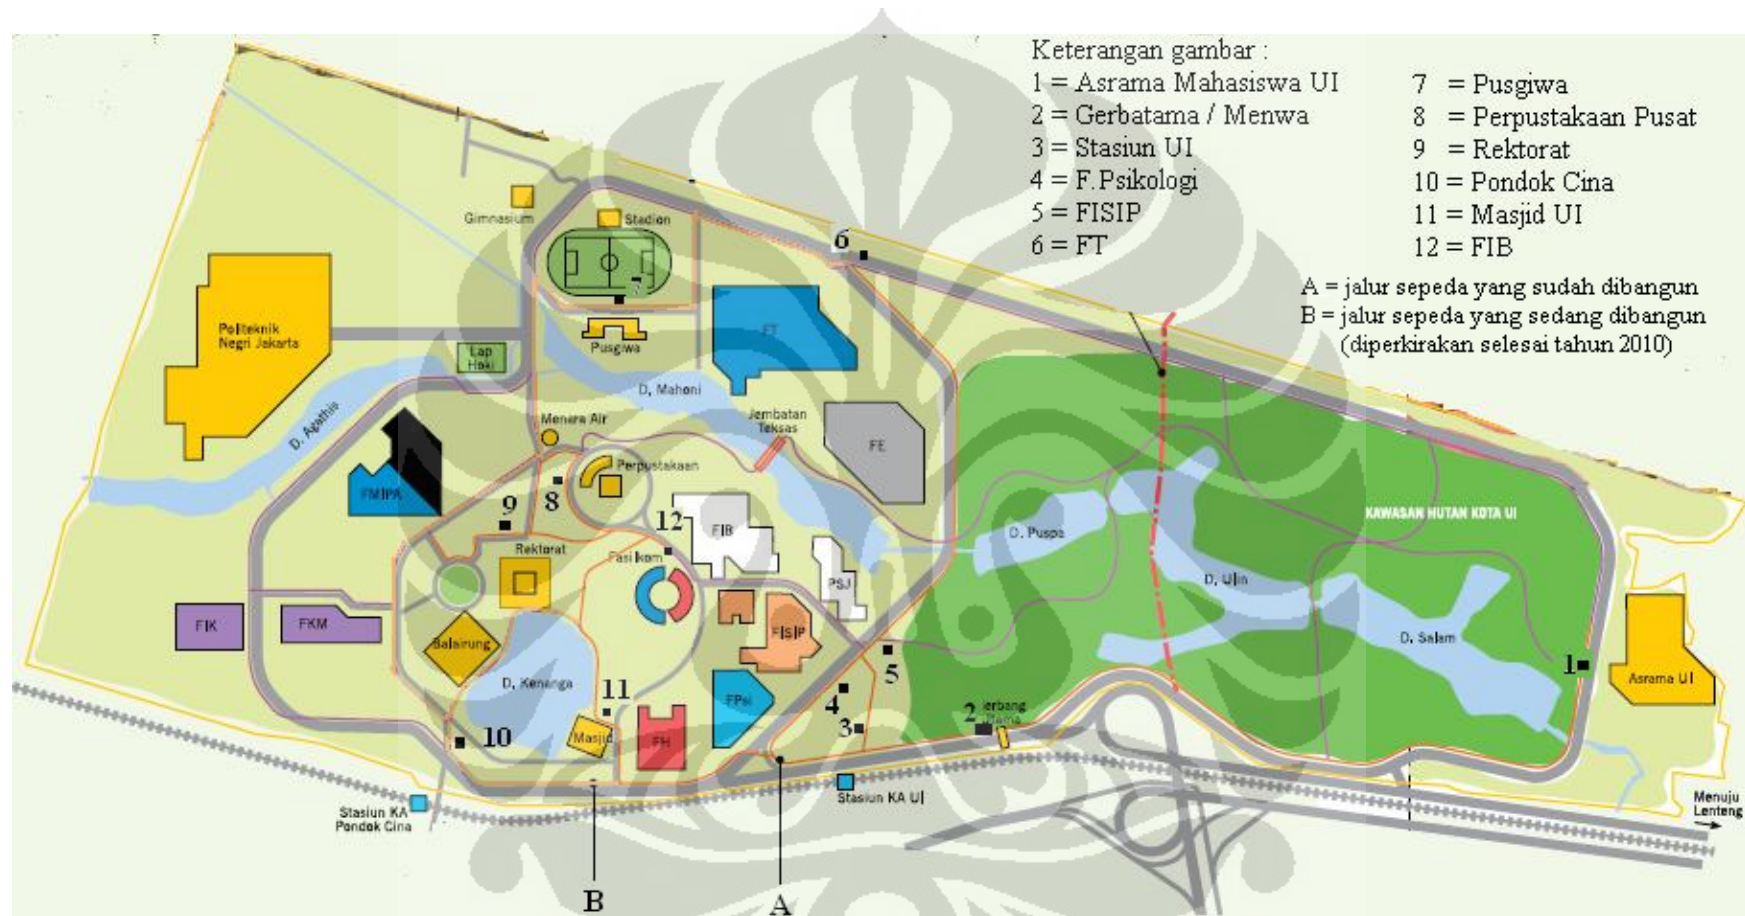 Keterangan gambar :
1 = Asrama Mahasiswa UI
2 = Gerbatama / Menwa
3 = Stasiun UI
4 = F.Psikologi
5 = FISIP
6 = FT
7 = Pusgiwa
8 = Perpustakaan Pusat
9 = Rektorat
10 = Pondok Cina
11 = Masjid UI
12 = FIB
A = jalur sepeda yang sudah dibangun
B = jalur sepeda yang sedang dibangun
(diperkirakan selesai tahun 2010)
Gimnasium
Stadion
6
7
Politeknik
Negri Jakarta
Lap
Hoki
Pusgiwa
FT
D. Mahoni
D. Agathis
Menara Air
Jembatan
Teksas
FE
Perpustakaan
FMIPA
8
9
12
FIB
Rektorat
Fasilkom
PSJ
D. Puspa
KAWASAN HUTAN KOTA UI
D. Ulin
FIK
FKM
Balairung
FISIP
D. Salam
5
1
Asrama UI
D. Kenanga
11
FPsi
4
3
2
Utama
10
Masjid
FH
Stasiun KA
Pondok Cina
Stasiun KA UI
Menuju
Lenteng
B
A